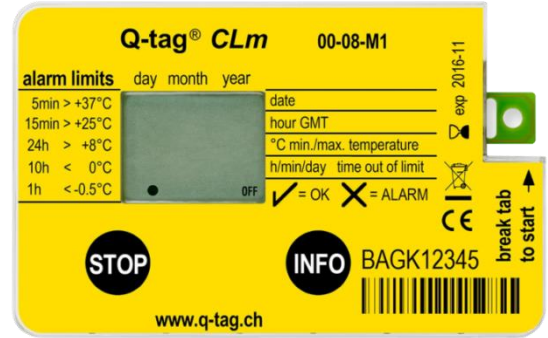 Q-tag® CLm 00-08-M1
alarm limits day month year
5min > +37°C
15min > +25°C
24h > +8°C
10h < 0°C
1h < -0.5°C
OFF
date
hour GMT
°C min./max. temperature
h/min/day time out of limit
✓ = OK ✗ = ALARM
exp 2016-11
CE
break tab
to start →
STOP
INFO
BAGK12345
www.q-tag.ch